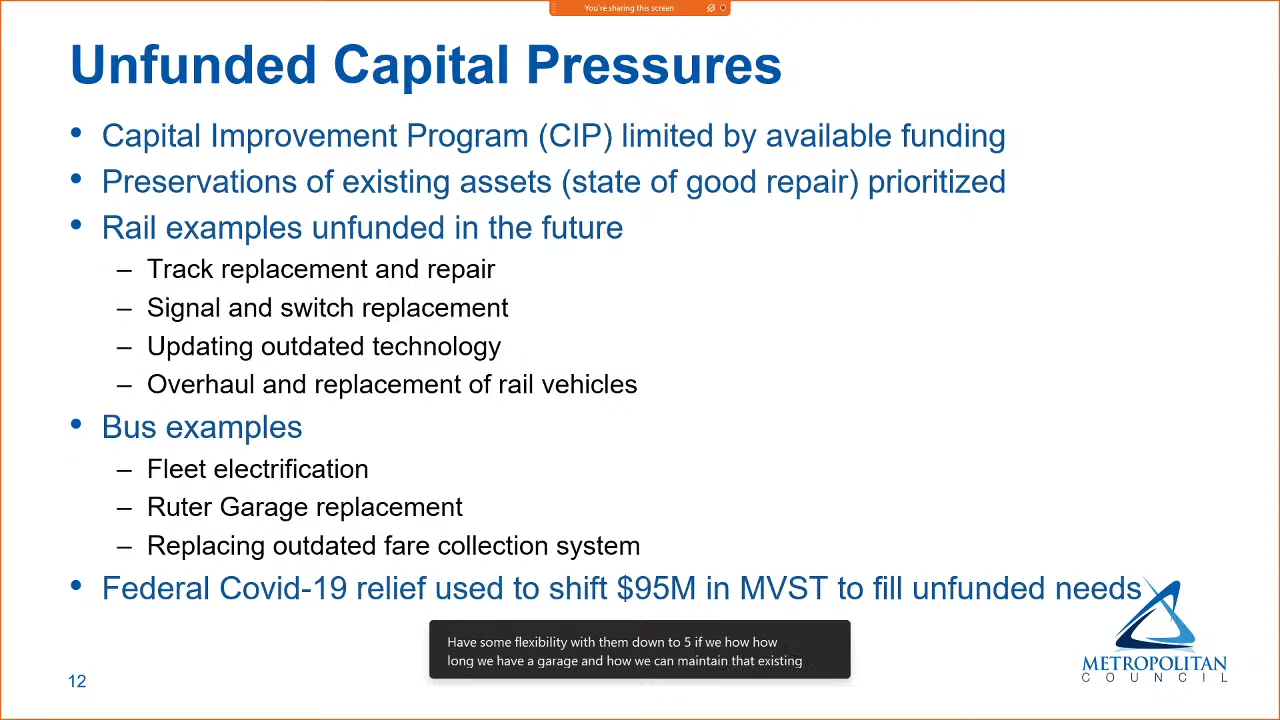 You're sharing this screen
Unfunded Capital Pressures
• Capital Improvement Program (CIP) limited by available funding
• Preservations of existing assets (state of good repair) prioritized
• Rail examples unfunded in the future
– Track replacement and repair
– Signal and switch replacement
– Updating outdated technology
– Overhaul and replacement of rail vehicles
• Bus examples
– Fleet electrification
– Ruter Garage replacement
– Replacing outdated fare collection system
• Federal Covid-19 relief used to shift $95M in MVST to fill unfunded needs
Have some flexibility with them down to 5 if we how how
long we have a garage and how we can maintain that existing
METROPOLITAN
COUNCIL
12